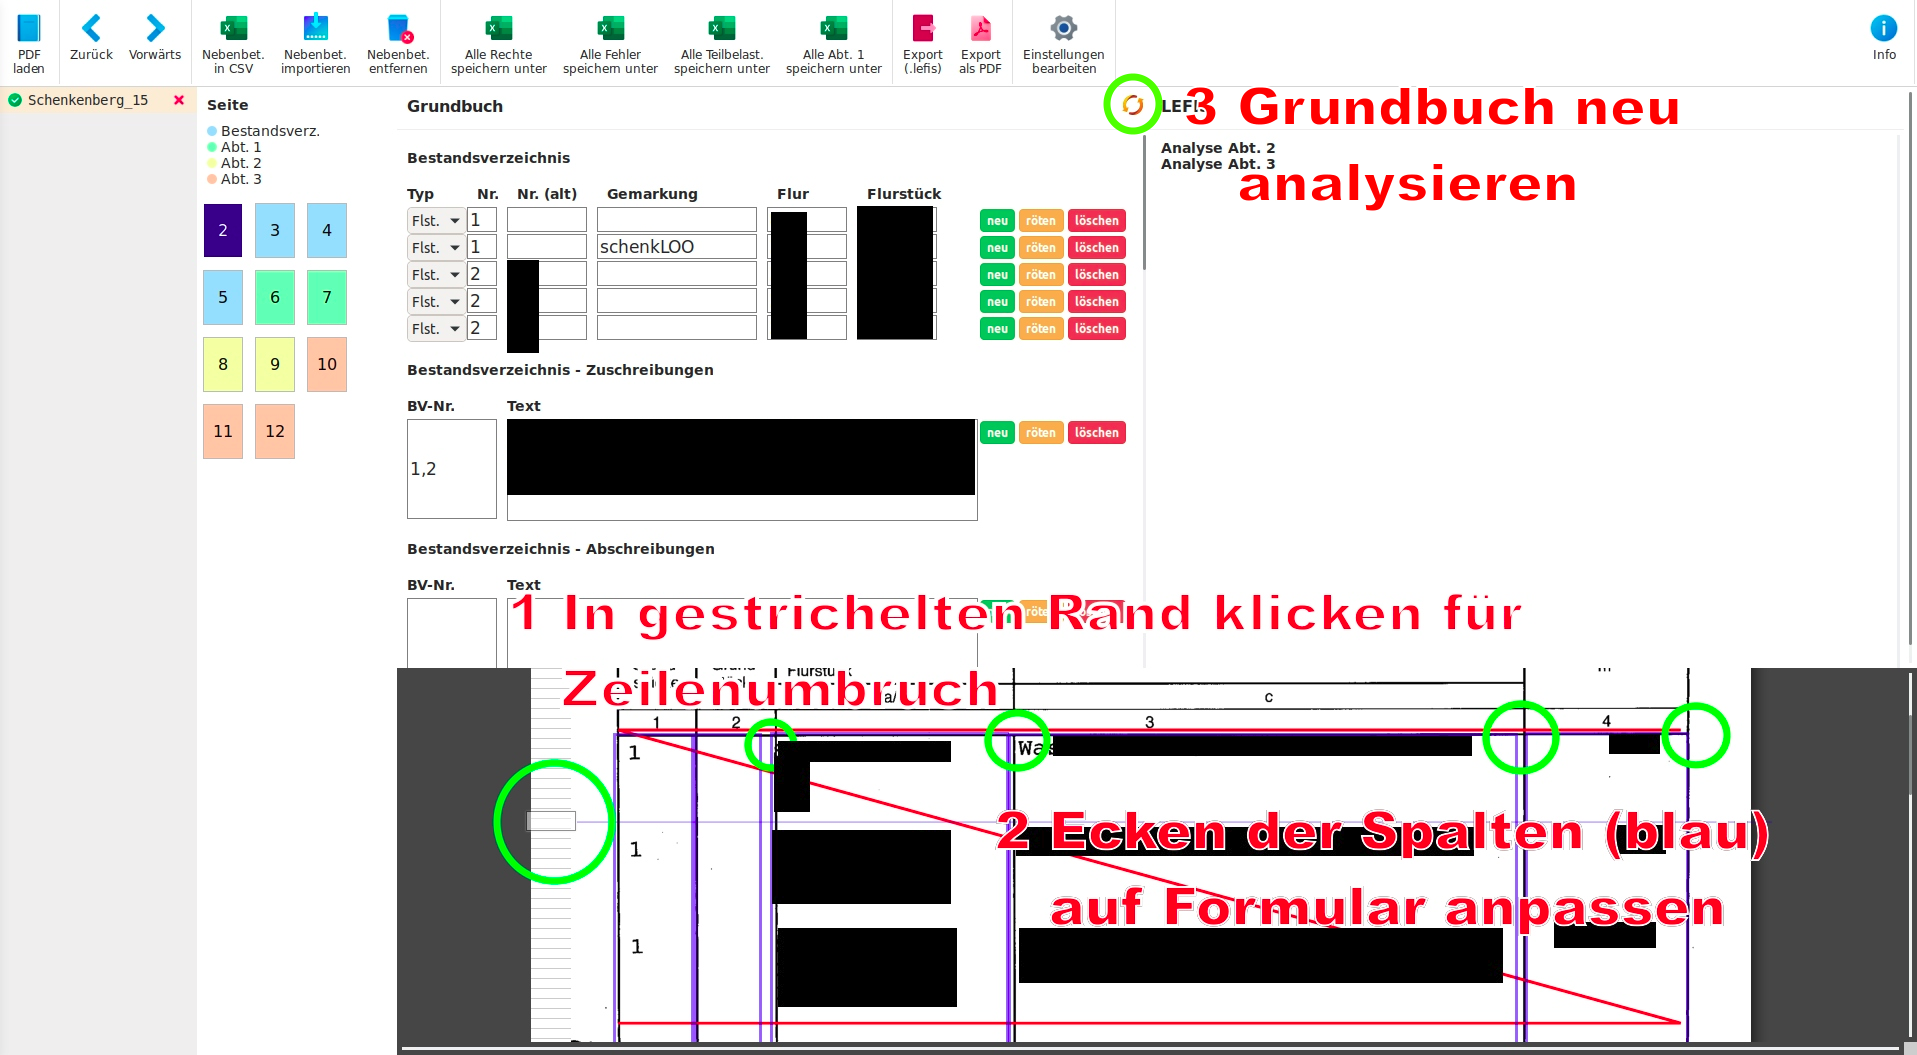 PDF laden
Zurück
Vorwärts
Nebenbet. in CSV
Nebenbet. importieren
Nebenbet. entfernen
Alle Rechte speichern unter
Alle Fehler speichern unter
Alle Teilbelast. speichern unter
Alle Abt. 1 speichern unter
Export (.lefis)
Export als PDF
Einstellungen bearbeiten
Info
Schenkenberg_15
Seite
Bestandsverz.
Abt. 1
Abt. 2
Abt. 3
2 3 4
5 6 7
8 9 10
11 12
Grundbuch
3 Grundbuch neu
analysieren
Analyse Abt. 2
Analyse Abt. 3
Bestandsverzeichnis
Typ Nr. Nr. (alt) Gemarkung Flur Flurstück
Flst. 1 neu röten löschen
Flst. 1 schenkLOO neu röten löschen
Flst. 2 neu röten löschen
Flst. 2 neu röten löschen
Flst. 2 neu röten löschen
Bestandsverzeichnis - Zuschreibungen
BV-Nr. Text
1,2 neu röten löschen
Bestandsverzeichnis - Abschreibungen
BV-Nr. Text
1 In gestrichelten Rand klicken für
Zeilenumbruch
c
1 2 3 4
1
1
1
2 Ecken der Spalten (blau)
auf Formular anpassen